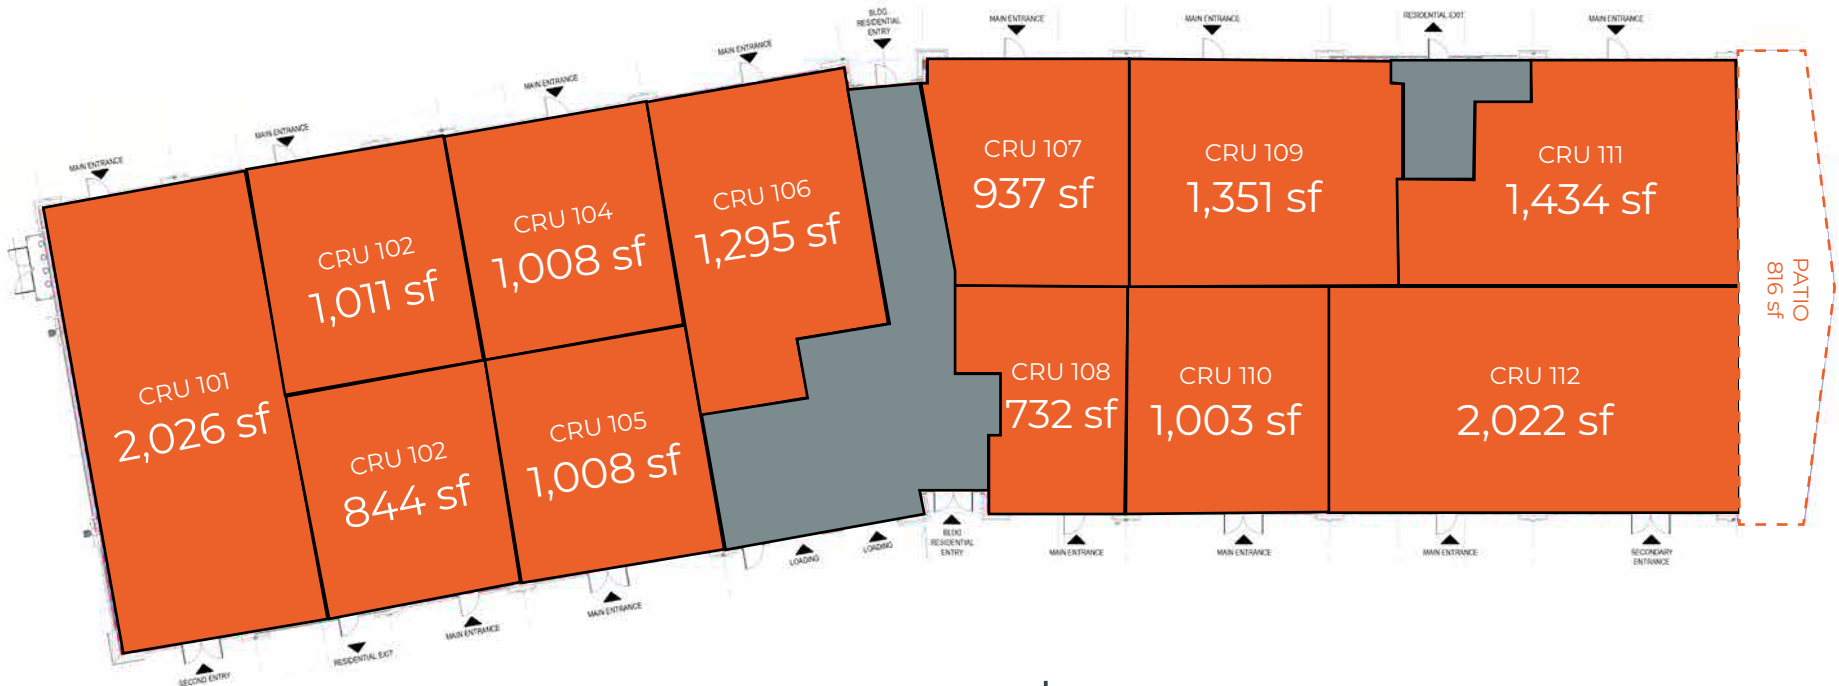 BLDG.
RESIDENTIAL
ENTRY
MAIN ENTRANCE
MAIN ENTRANCE
RESIDENTIAL EXIT
MAIN ENTRANCE
MAIN ENTRANCE
MAIN ENTRANCE
MAIN ENTRANCE
MAIN ENTRANCE
CRU 101
2,026 sf
CRU 102
1,011 sf
CRU 104
1,008 sf
CRU 106
1,295 sf
CRU 107
937 sf
CRU 109
1,351 sf
CRU 111
1,434 sf
PATIO
816 sf
CRU 102
844 sf
CRU 105
1,008 sf
CRU 108
732 sf
CRU 110
1,003 sf
CRU 112
2,022 sf
SECOND ENTRY
RESIDENTIAL EXIT
MAIN ENTRANCE
MAIN ENTRANCE
LOADING
LOADING
BLDG
RESIDENTIAL
ENTRY
MAIN ENTRANCE
MAIN ENTRANCE
MAIN ENTRANCE
SECONDARY
ENTRANCE